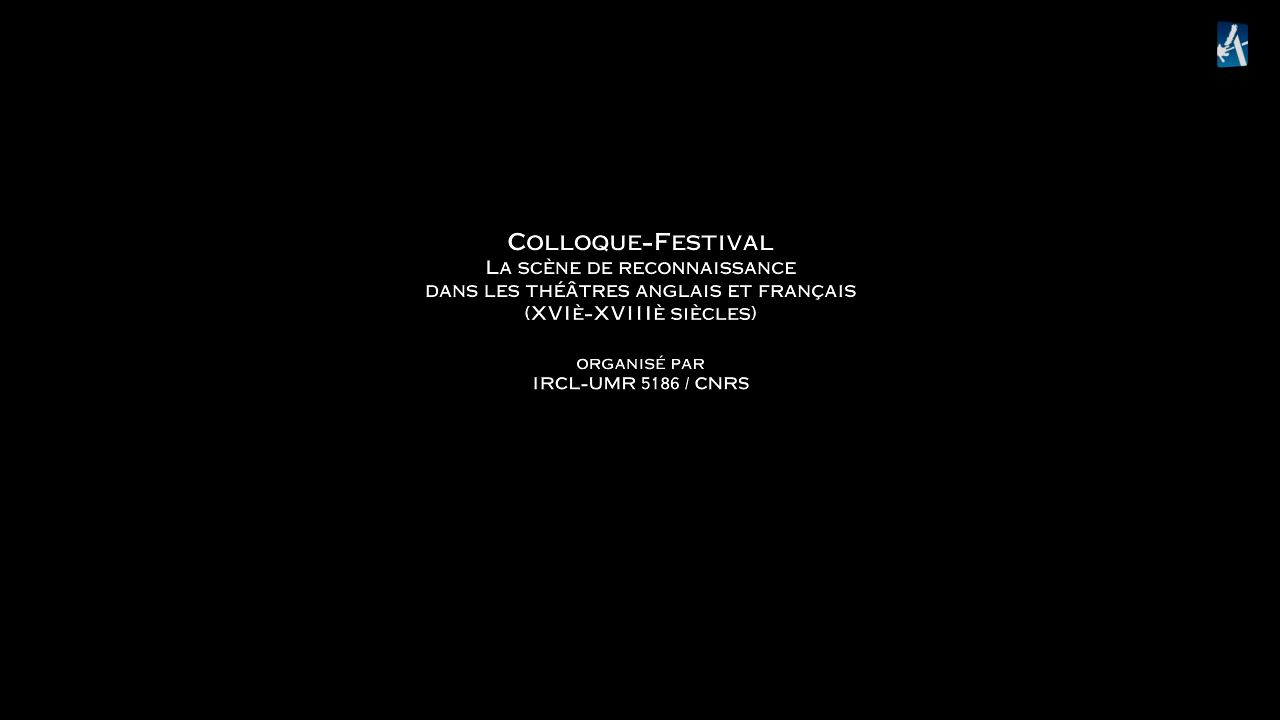 Colloque-Festival
La scène de reconnaissance
dans les théâtres anglais et français
(XVIè-XVIIIè siècles)
organisé par
IRCL-UMR 5186 / CNRS